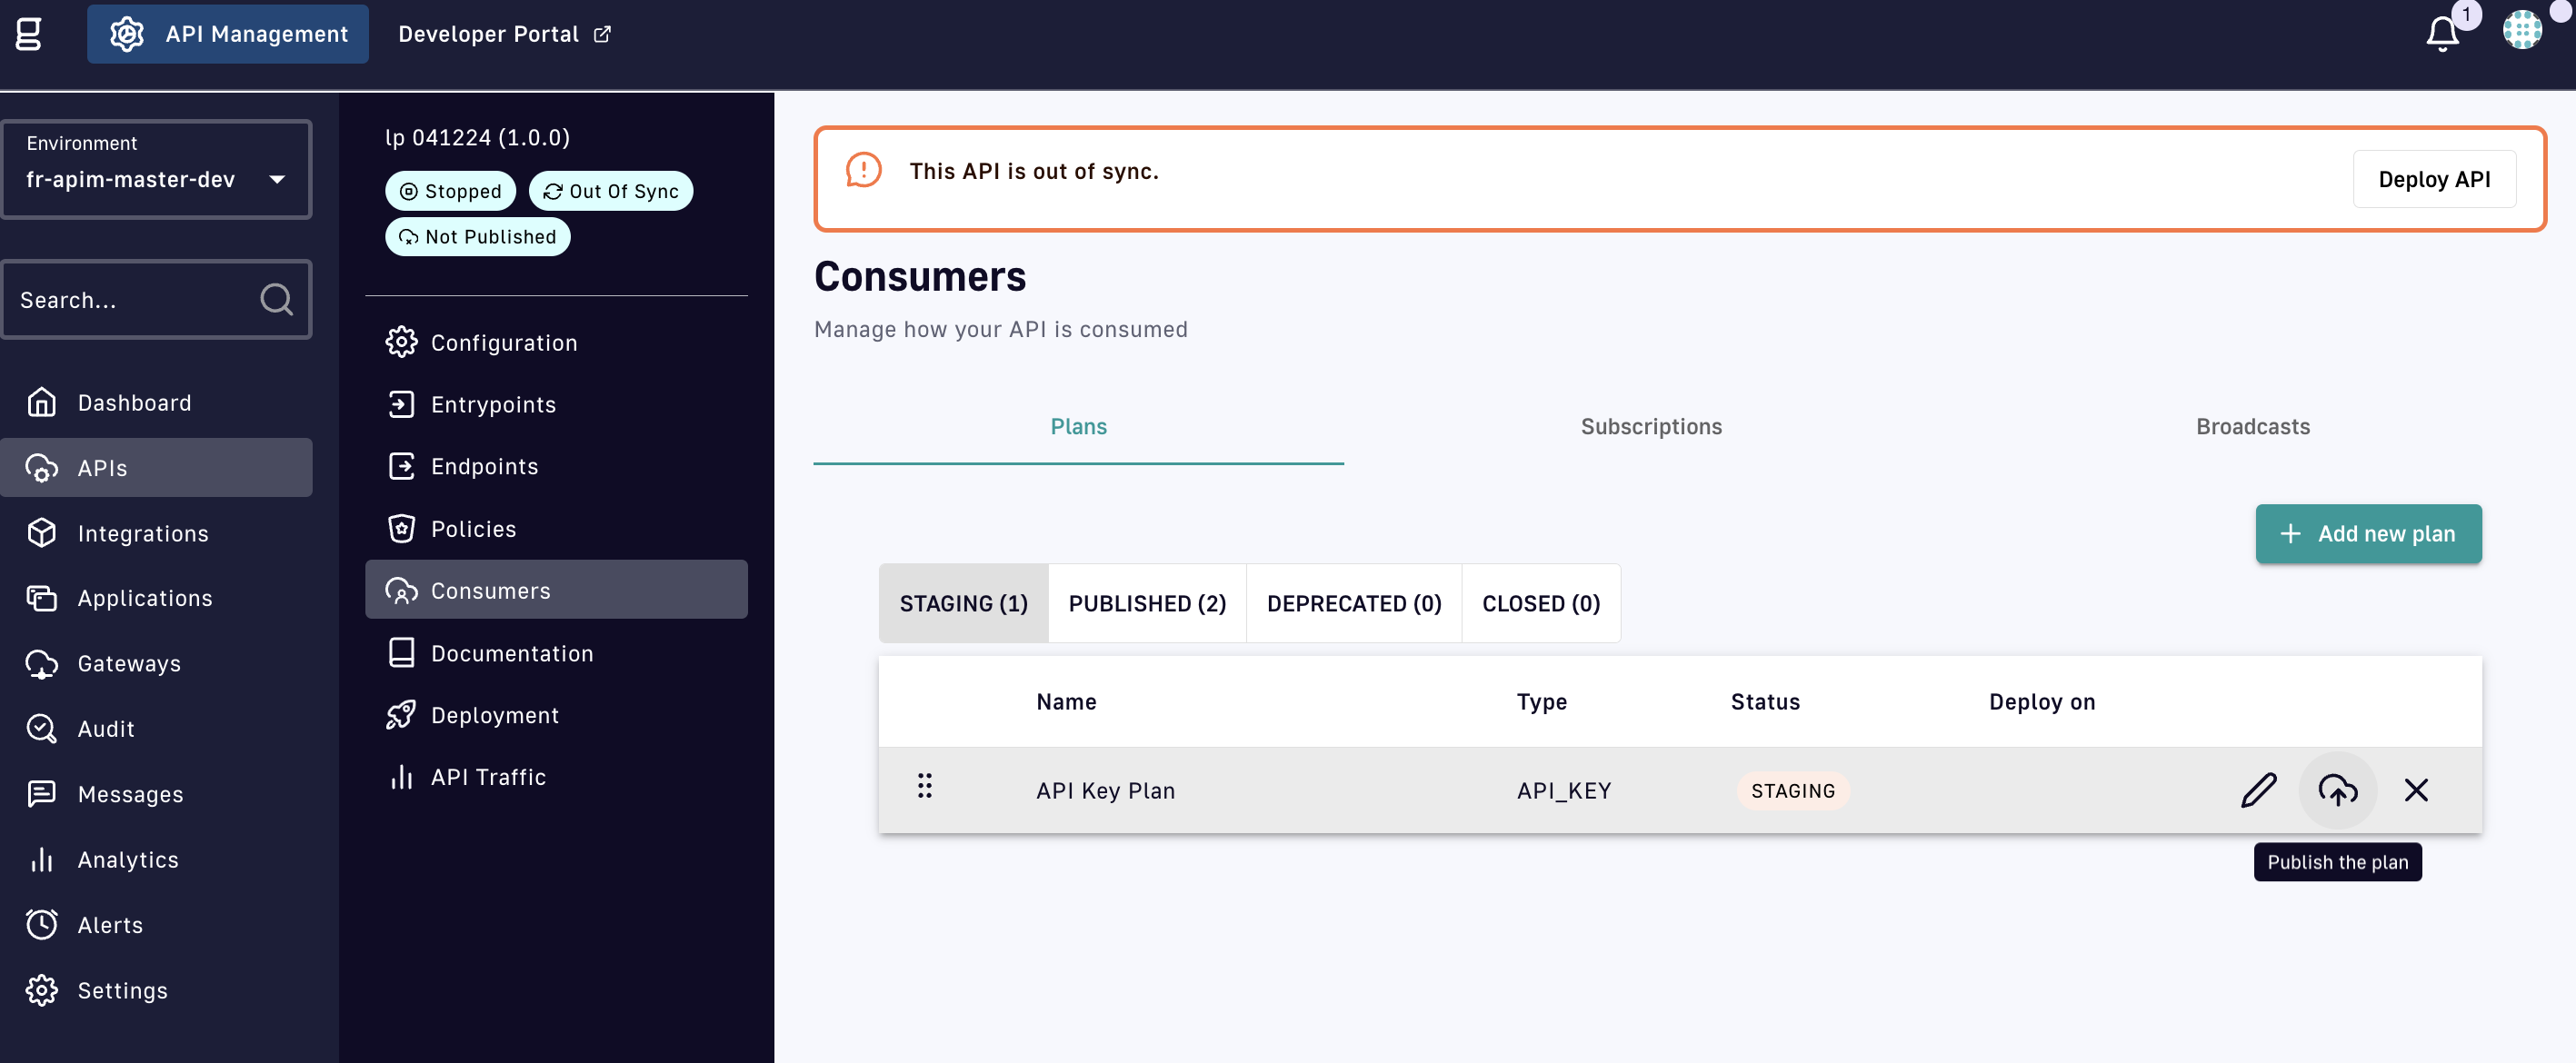 API Management
Developer Portal
1
Environment
fr-apim-master-dev
Search...
Dashboard
APIs
Integrations
Applications
Gateways
Audit
Messages
Analytics
Alerts
Settings
lp 041224 (1.0.0)
Stopped
Out Of Sync
Not Published
Configuration
Entrypoints
Endpoints
Policies
Consumers
Documentation
Deployment
API Traffic
This API is out of sync.
Deploy API
Consumers
Manage how your API is consumed
Plans
Subscriptions
Broadcasts
Add new plan
STAGING (1)
PUBLISHED (2)
DEPRECATED (0)
CLOSED (0)
Name Type Status Deploy on
API Key Plan API_KEY STAGING
Publish the plan